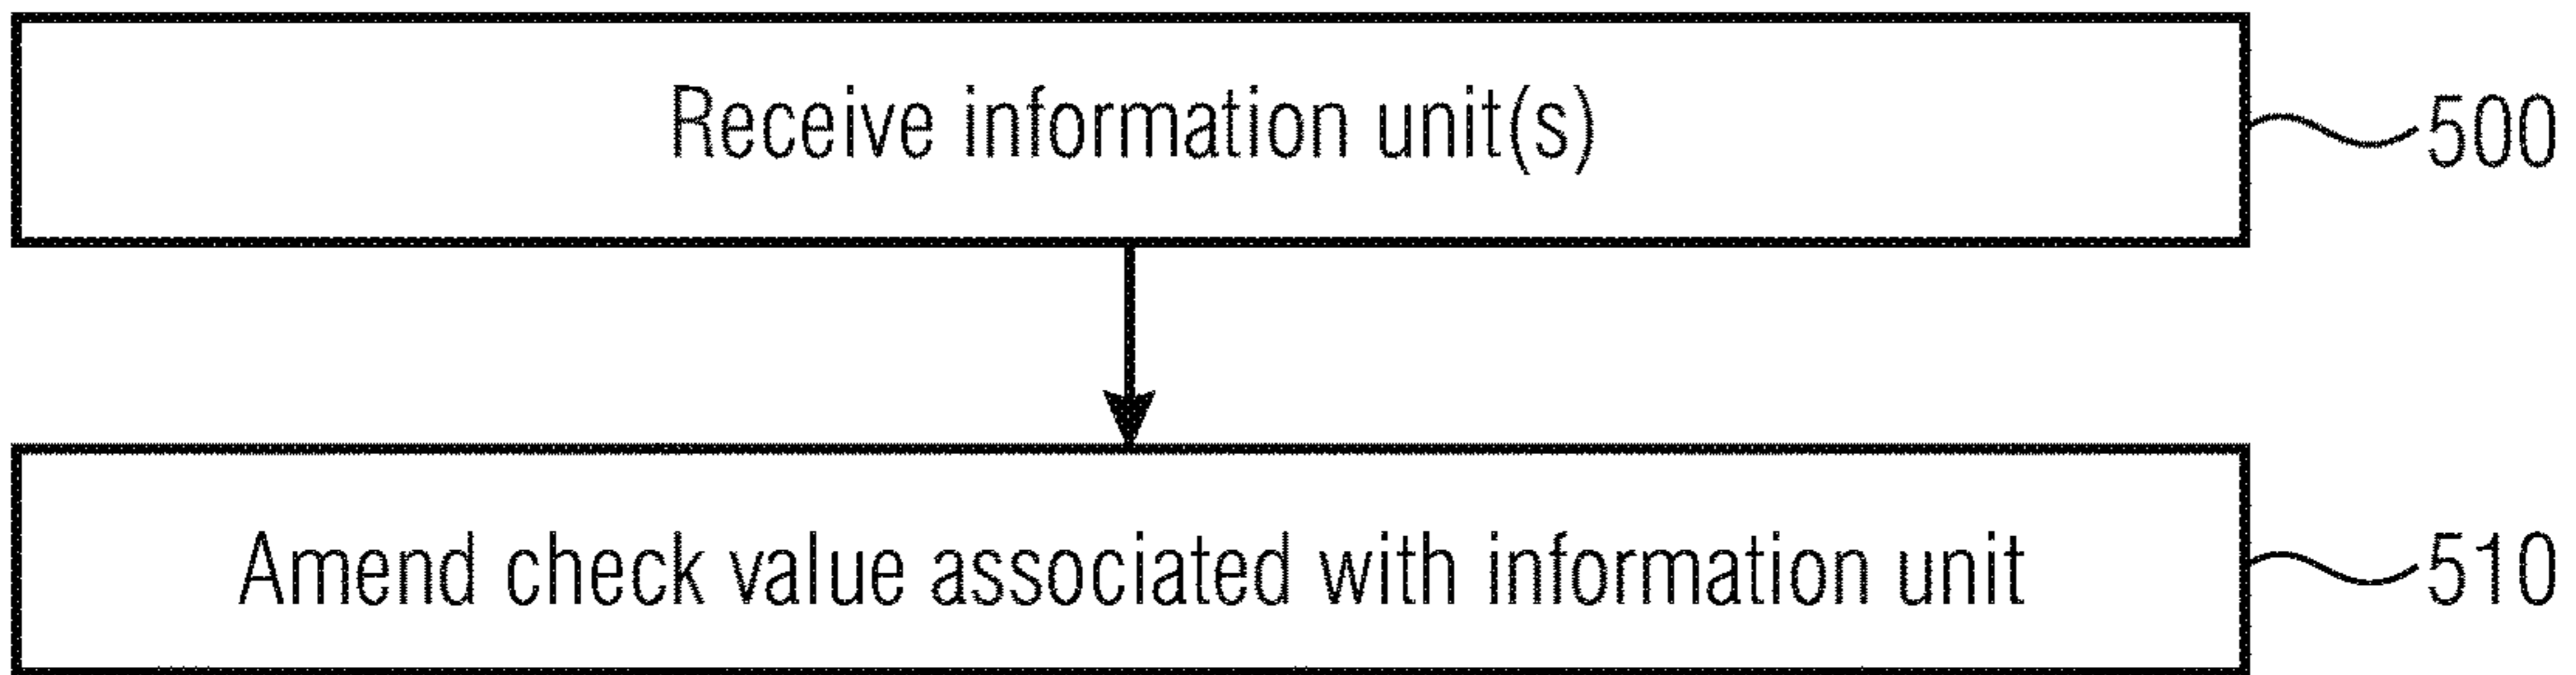 Receive information unit(s)
500
Amend check value associated with information unit
510